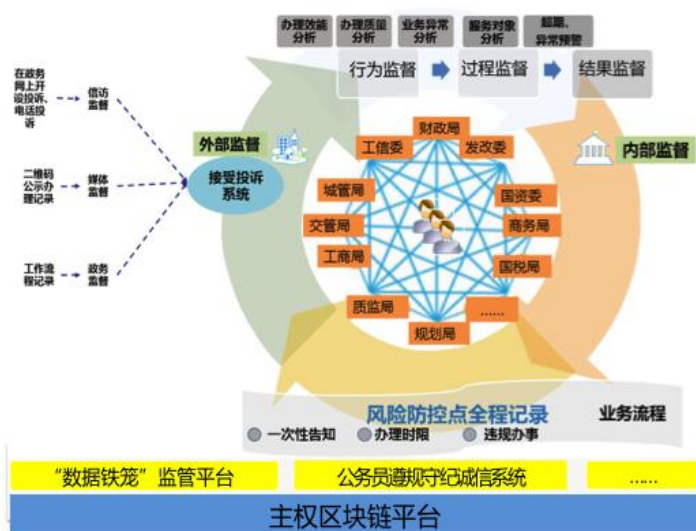 办理效能
分析
办理质量
分析
业务异常
分析
服务对象
分析
超期、
异常预警
行为监督
过程监督
结果监督
在政务
网上开
设投诉、
电话投
诉
信访
监督
二维码
公示办
理记录
媒体
监督
工作流
程记录
政务
监督
外部监督
接受投诉
系统
内部监督
财政局
工信委
发改委
城管局
国资委
交管局
商务局
工商局
国税局
质监局
……
规划局
风险防控点全程记录
业务流程
一次性告知
办理时限
违规办事
“数据铁笼”监管平台
公务员遵规守纪诚信系统
……
主权区块链平台